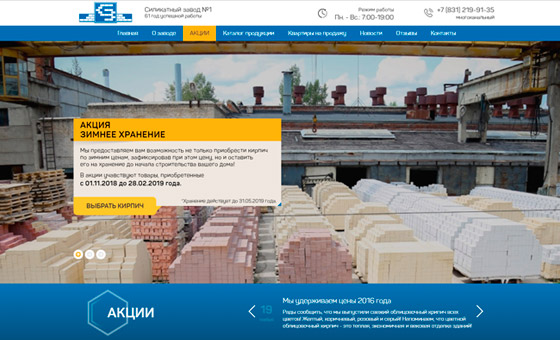 Силикатный завод №1
61 год успешной работы
Режим работы
Пн. - Вс.: 7:00-19:00
+7 (831) 219-91-35
многоканальный
Главная О заводе АКЦИИ Каталог продукции Квартиры на продажу Новости Отзывы Контакты
АКЦИЯ
ЗИМНЕЕ ХРАНЕНИЕ
Мы предоставляем вам возможность не только приобрести кирпич
по зимним ценам, зафиксировав при этом цену, но и оставить
его на хранение до начала строительства вашего дома!
В акции участвуют товары, приобретенные
с 01.11.2018 до 28.02.2019 года.
ВЫБРАТЬ КИРПИЧ
*Хранение действует до 31.05.2019 года.
АКЦИИ
19
Мы удерживаем цены 2016 года
Рады сообщить, что мы выпустили свежий облицовочный кирпич всех
цветов! Желтый, коричневый, розовый и серый! Напоминаем, что цветной
облицовочный кирпич - это теплая, экономичная и вековая отделка зданий!